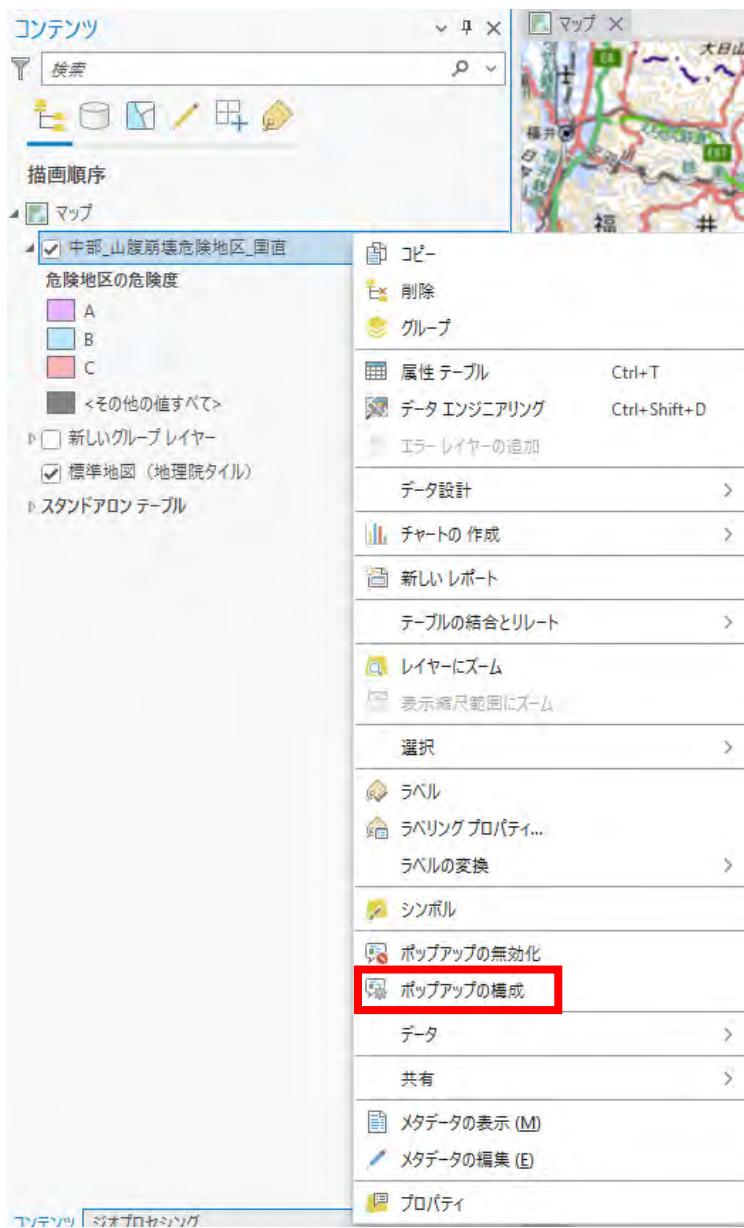 コンテンツ
マップ
検索
描画順序
マップ
中部_山腹崩壊危険地区_国直
危険地区の危険度
A
B
C
<その他の値すべて>
新しいグループ レイヤー
標準地図（地理院タイル）
スタンドアロン テーブル
大日山
福井
福 井
コピー
削除
グループ
属性 テーブル Ctrl+T
データ エンジニアリング Ctrl+Shift+D
エラー レイヤーの追加
データ設計
チャートの 作成
新しい レポート
テーブルの結合とリレート
レイヤーにズーム
表示縮尺範囲にズーム
選択
ラベル
ラベリング プロパティ...
ラベルの変換
シンボル
ポップアップの無効化
ポップアップの構成
データ
共有
メタデータの表示 (M)
メタデータの編集 (E)
プロパティ
コンテンツ ジオプロセシング